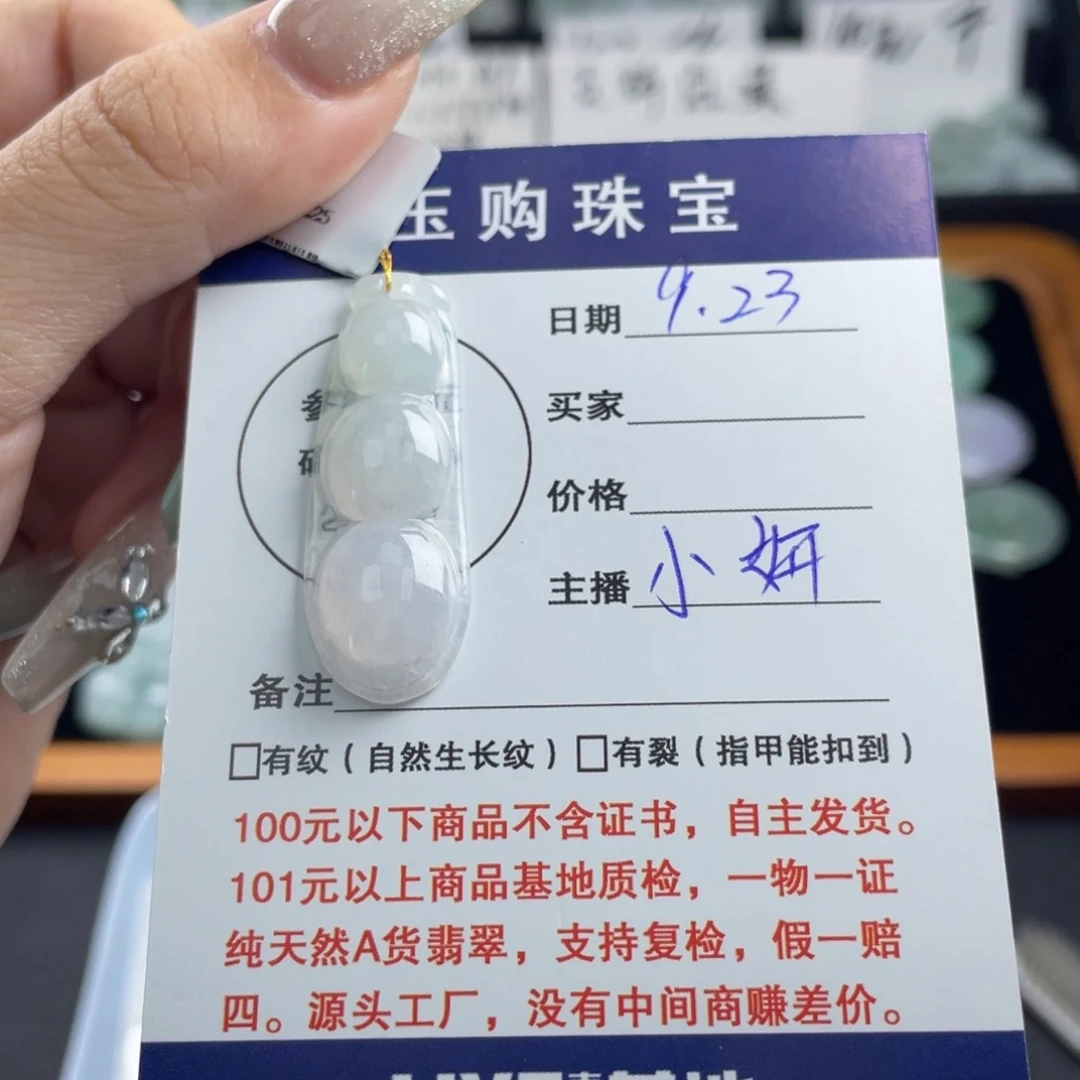 玉购珠宝
日期 9.23
买家
价格
主播 小妍
备注
□有纹（自然生长纹）□有裂（指甲能扣到）
100元以下商品不含证书，自主发货。
101元以上商品基地质检，一物一证
纯天然A货翡翠，支持复检，假一赔
四。源头工厂，没有中间商赚差价。